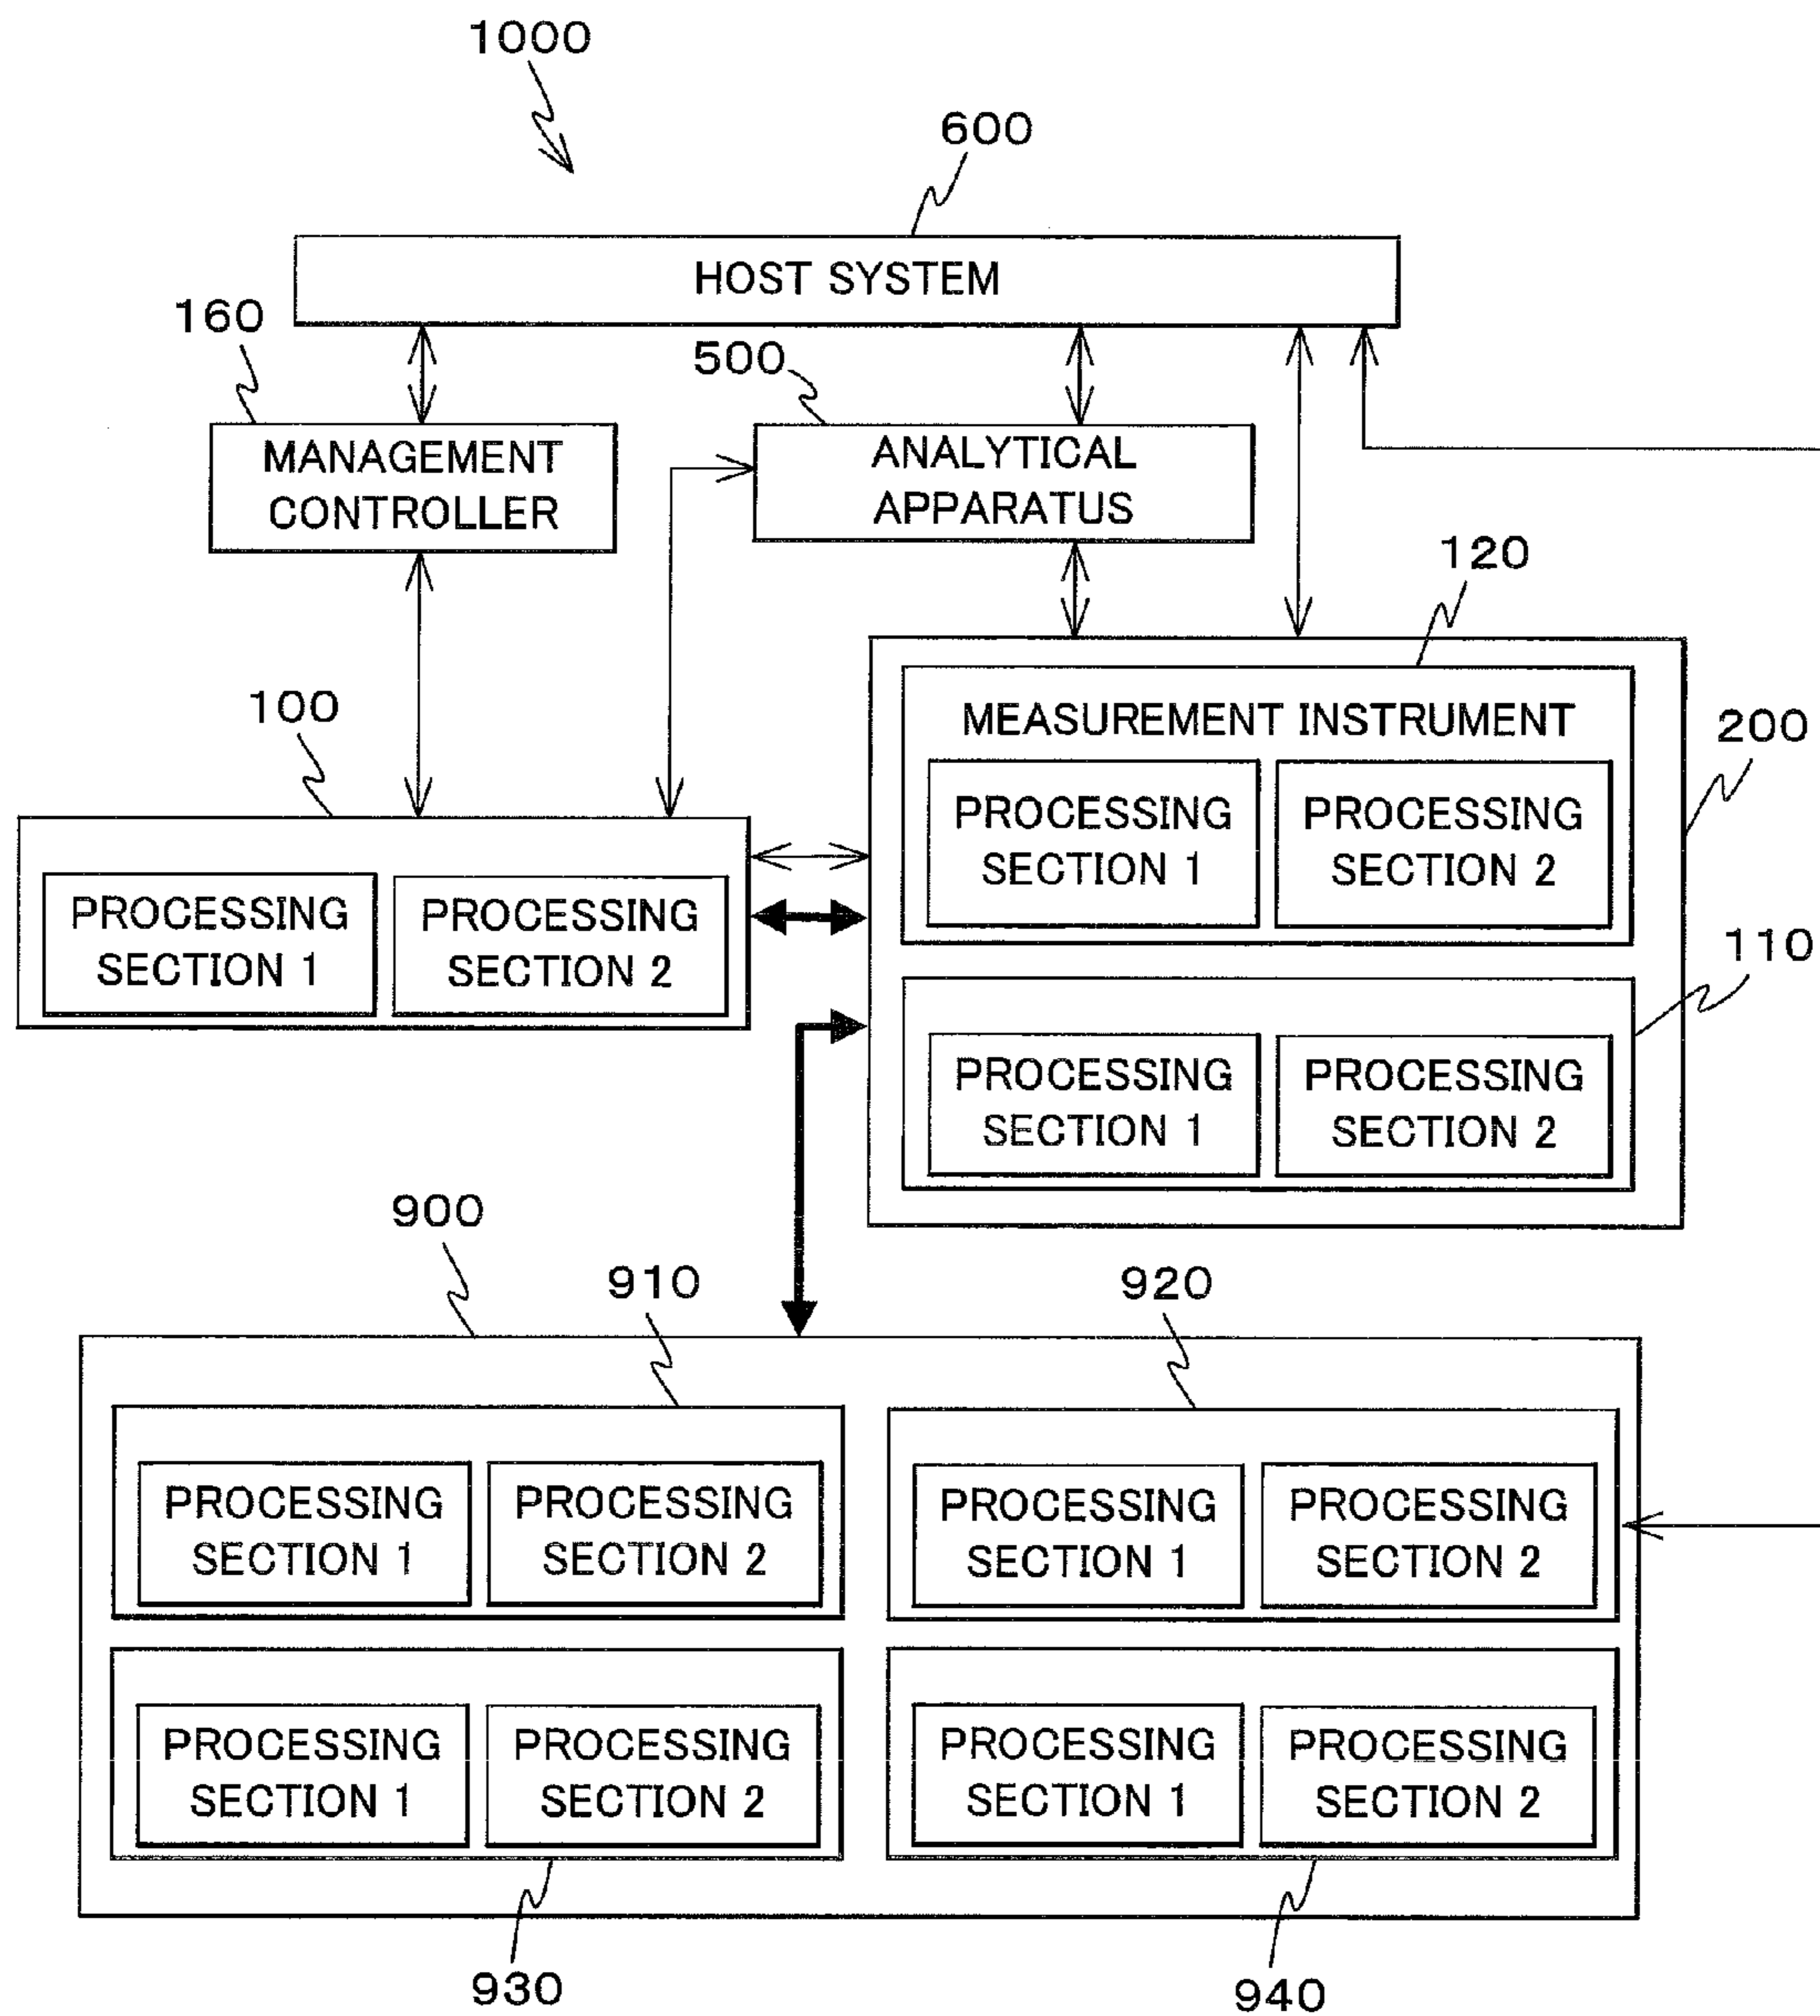 1000
600
HOST SYSTEM
160
500
MANAGEMENT
CONTROLLER
ANALYTICAL
APPARATUS
120
100
MEASUREMENT INSTRUMENT
200
PROCESSING
SECTION 1
PROCESSING
SECTION 2
PROCESSING
SECTION 1
PROCESSING
SECTION 2
110
PROCESSING
SECTION 1
PROCESSING
SECTION 2
900
910
920
PROCESSING
SECTION 1
PROCESSING
SECTION 2
PROCESSING
SECTION 1
PROCESSING
SECTION 2
PROCESSING
SECTION 1
PROCESSING
SECTION 2
PROCESSING
SECTION 1
PROCESSING
SECTION 2
930
940